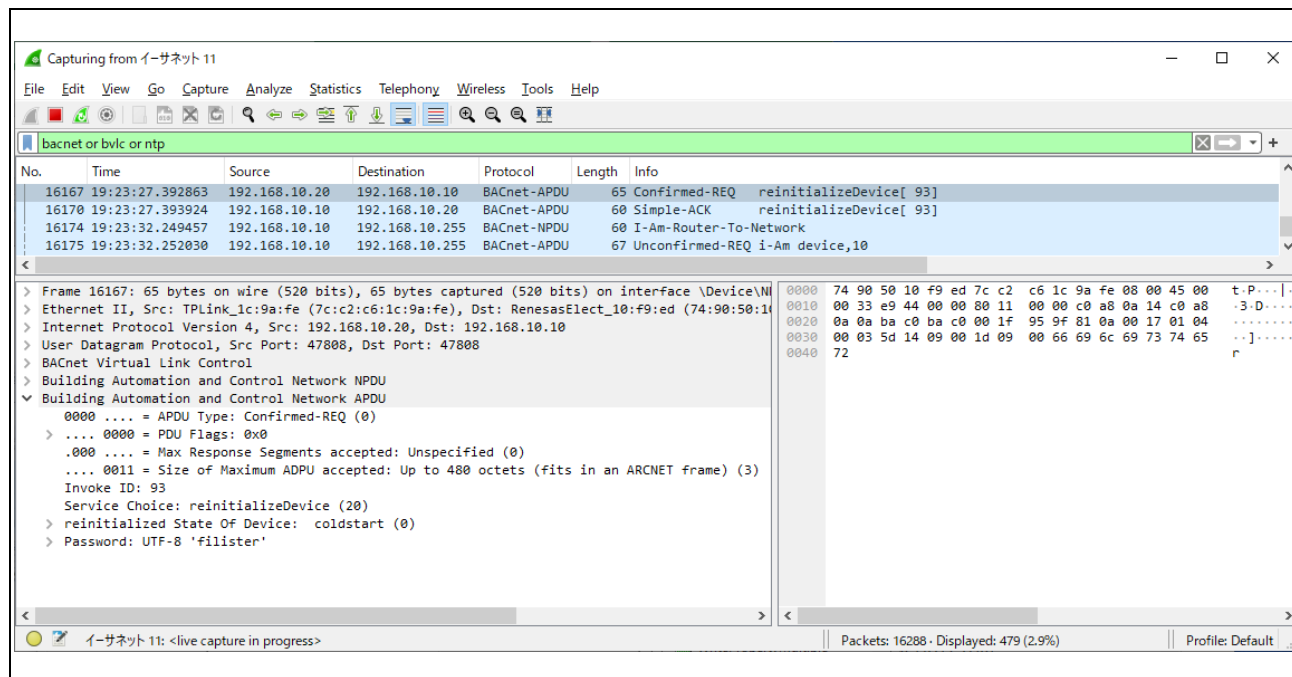 Capturing from イーサネット 11
File Edit View Go Capture Analyze Statistics Telephony Wireless Tools Help
bacnet or bvlc or ntp
No. Time Source Destination Protocol Length Info
16167 19:23:27.392863 192.168.10.20 192.168.10.10 BACnet-APDU 65 Confirmed-REQ reinitializeDevice[ 93]
16170 19:23:27.393924 192.168.10.10 192.168.10.20 BACnet-APDU 60 Simple-ACK reinitializeDevice[ 93]
16174 19:23:32.249457 192.168.10.10 192.168.10.255 BACnet-NPDU 60 I-Am-Router-To-Network
16175 19:23:32.252030 192.168.10.10 192.168.10.255 BACnet-APDU 67 Unconfirmed-REQ i-Am device,10
Frame 16167: 65 bytes on wire (520 bits), 65 bytes captured (520 bits) on interface \Device\N
Ethernet II, Src: TPLink_1c:9a:fe (7c:c2:c6:1c:9a:fe), Dst: RenesasElect_10:f9:ed (74:90:50:1
Internet Protocol Version 4, Src: 192.168.10.20, Dst: 192.168.10.10
User Datagram Protocol, Src Port: 47808, Dst Port: 47808
BACnet Virtual Link Control
Building Automation and Control Network NPDU
Building Automation and Control Network APDU
0000 .... = APDU Type: Confirmed-REQ (0)
.... 0000 = PDU Flags: 0x0
.000 .... = Max Response Segments accepted: Unspecified (0)
.... 0011 = Size of Maximum ADPU accepted: Up to 480 octets (fits in an ARCNET frame) (3)
Invoke ID: 93
Service Choice: reinitializeDevice (20)
reinitialized State Of Device: coldstart (0)
Password: UTF-8 'filister'
0000 74 90 50 10 f9 ed 7c c2 c6 1c 9a fe 08 00 45 00 t·P···|·
0010 00 33 e9 44 00 00 80 11 00 00 c0 a8 0a 14 c0 a8 ·3·D····
0020 0a 0a ba c0 ba c0 00 1f 95 9f 81 0a 00 17 01 04 ········
0030 00 03 5d 14 09 00 1d 09 00 66 69 6c 69 73 74 65 ··]·····
0040 72 r
イーサネット 11: <live capture in progress>
Packets: 16288 · Displayed: 479 (2.9%)
Profile: Default